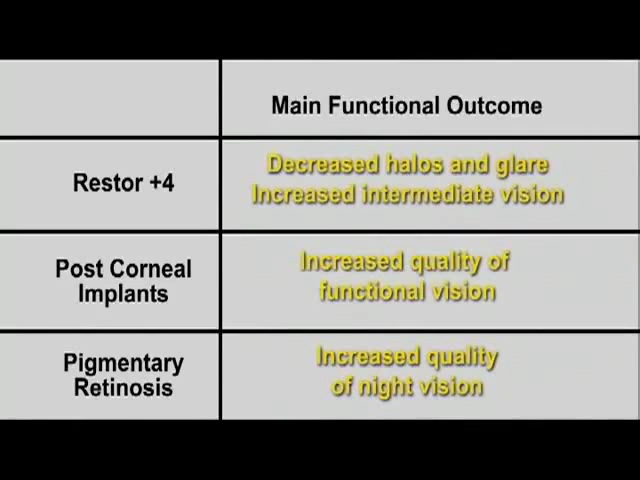 Main Functional Outcome
Restor +4
Decreased halos and glare
Increased intermediate vision
Post Corneal
Implants
Increased quality of
functional vision
Pigmentary
Retinosis
Increased quality
of night vision